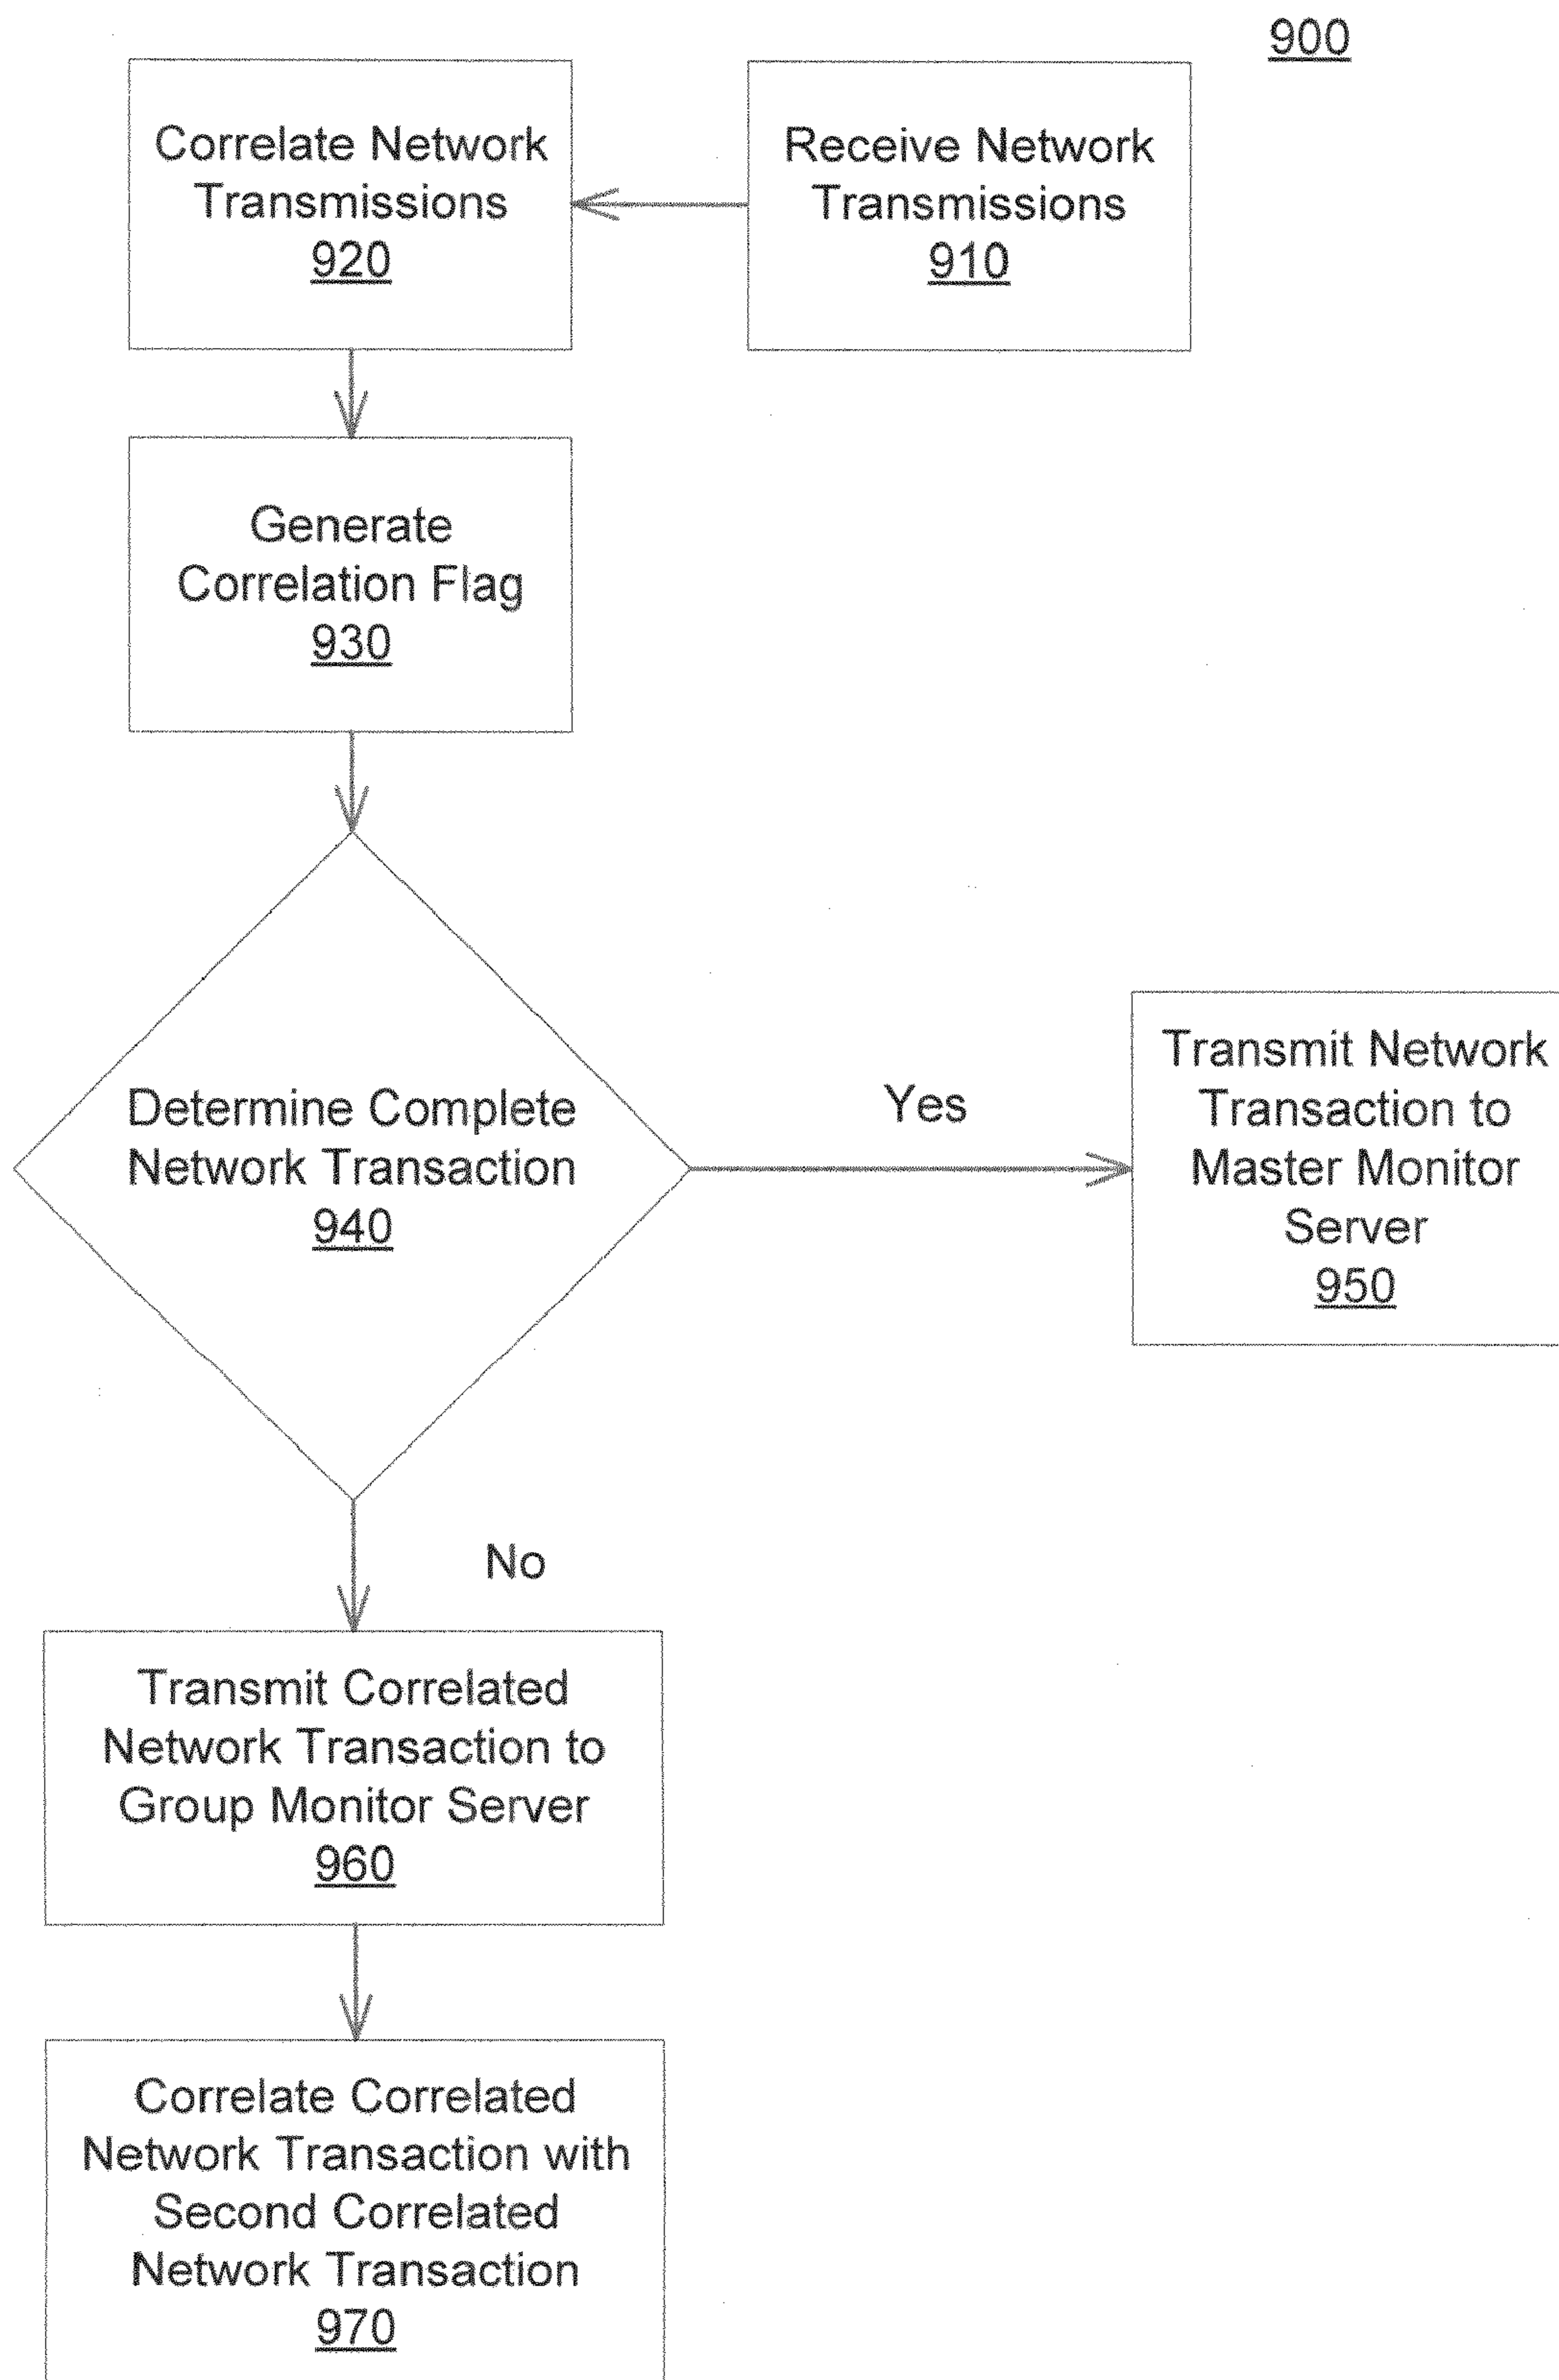 900
Correlate Network
Transmissions
920
Receive Network
Transmissions
910
Generate
Correlation Flag
930
Determine Complete
Network Transaction
940
Yes
Transmit Network
Transaction to
Master Monitor
Server
950
No
Transmit Correlated
Network Transaction to
Group Monitor Server
960
Correlate Correlated
Network Transaction with
Second Correlated
Network Transaction
970